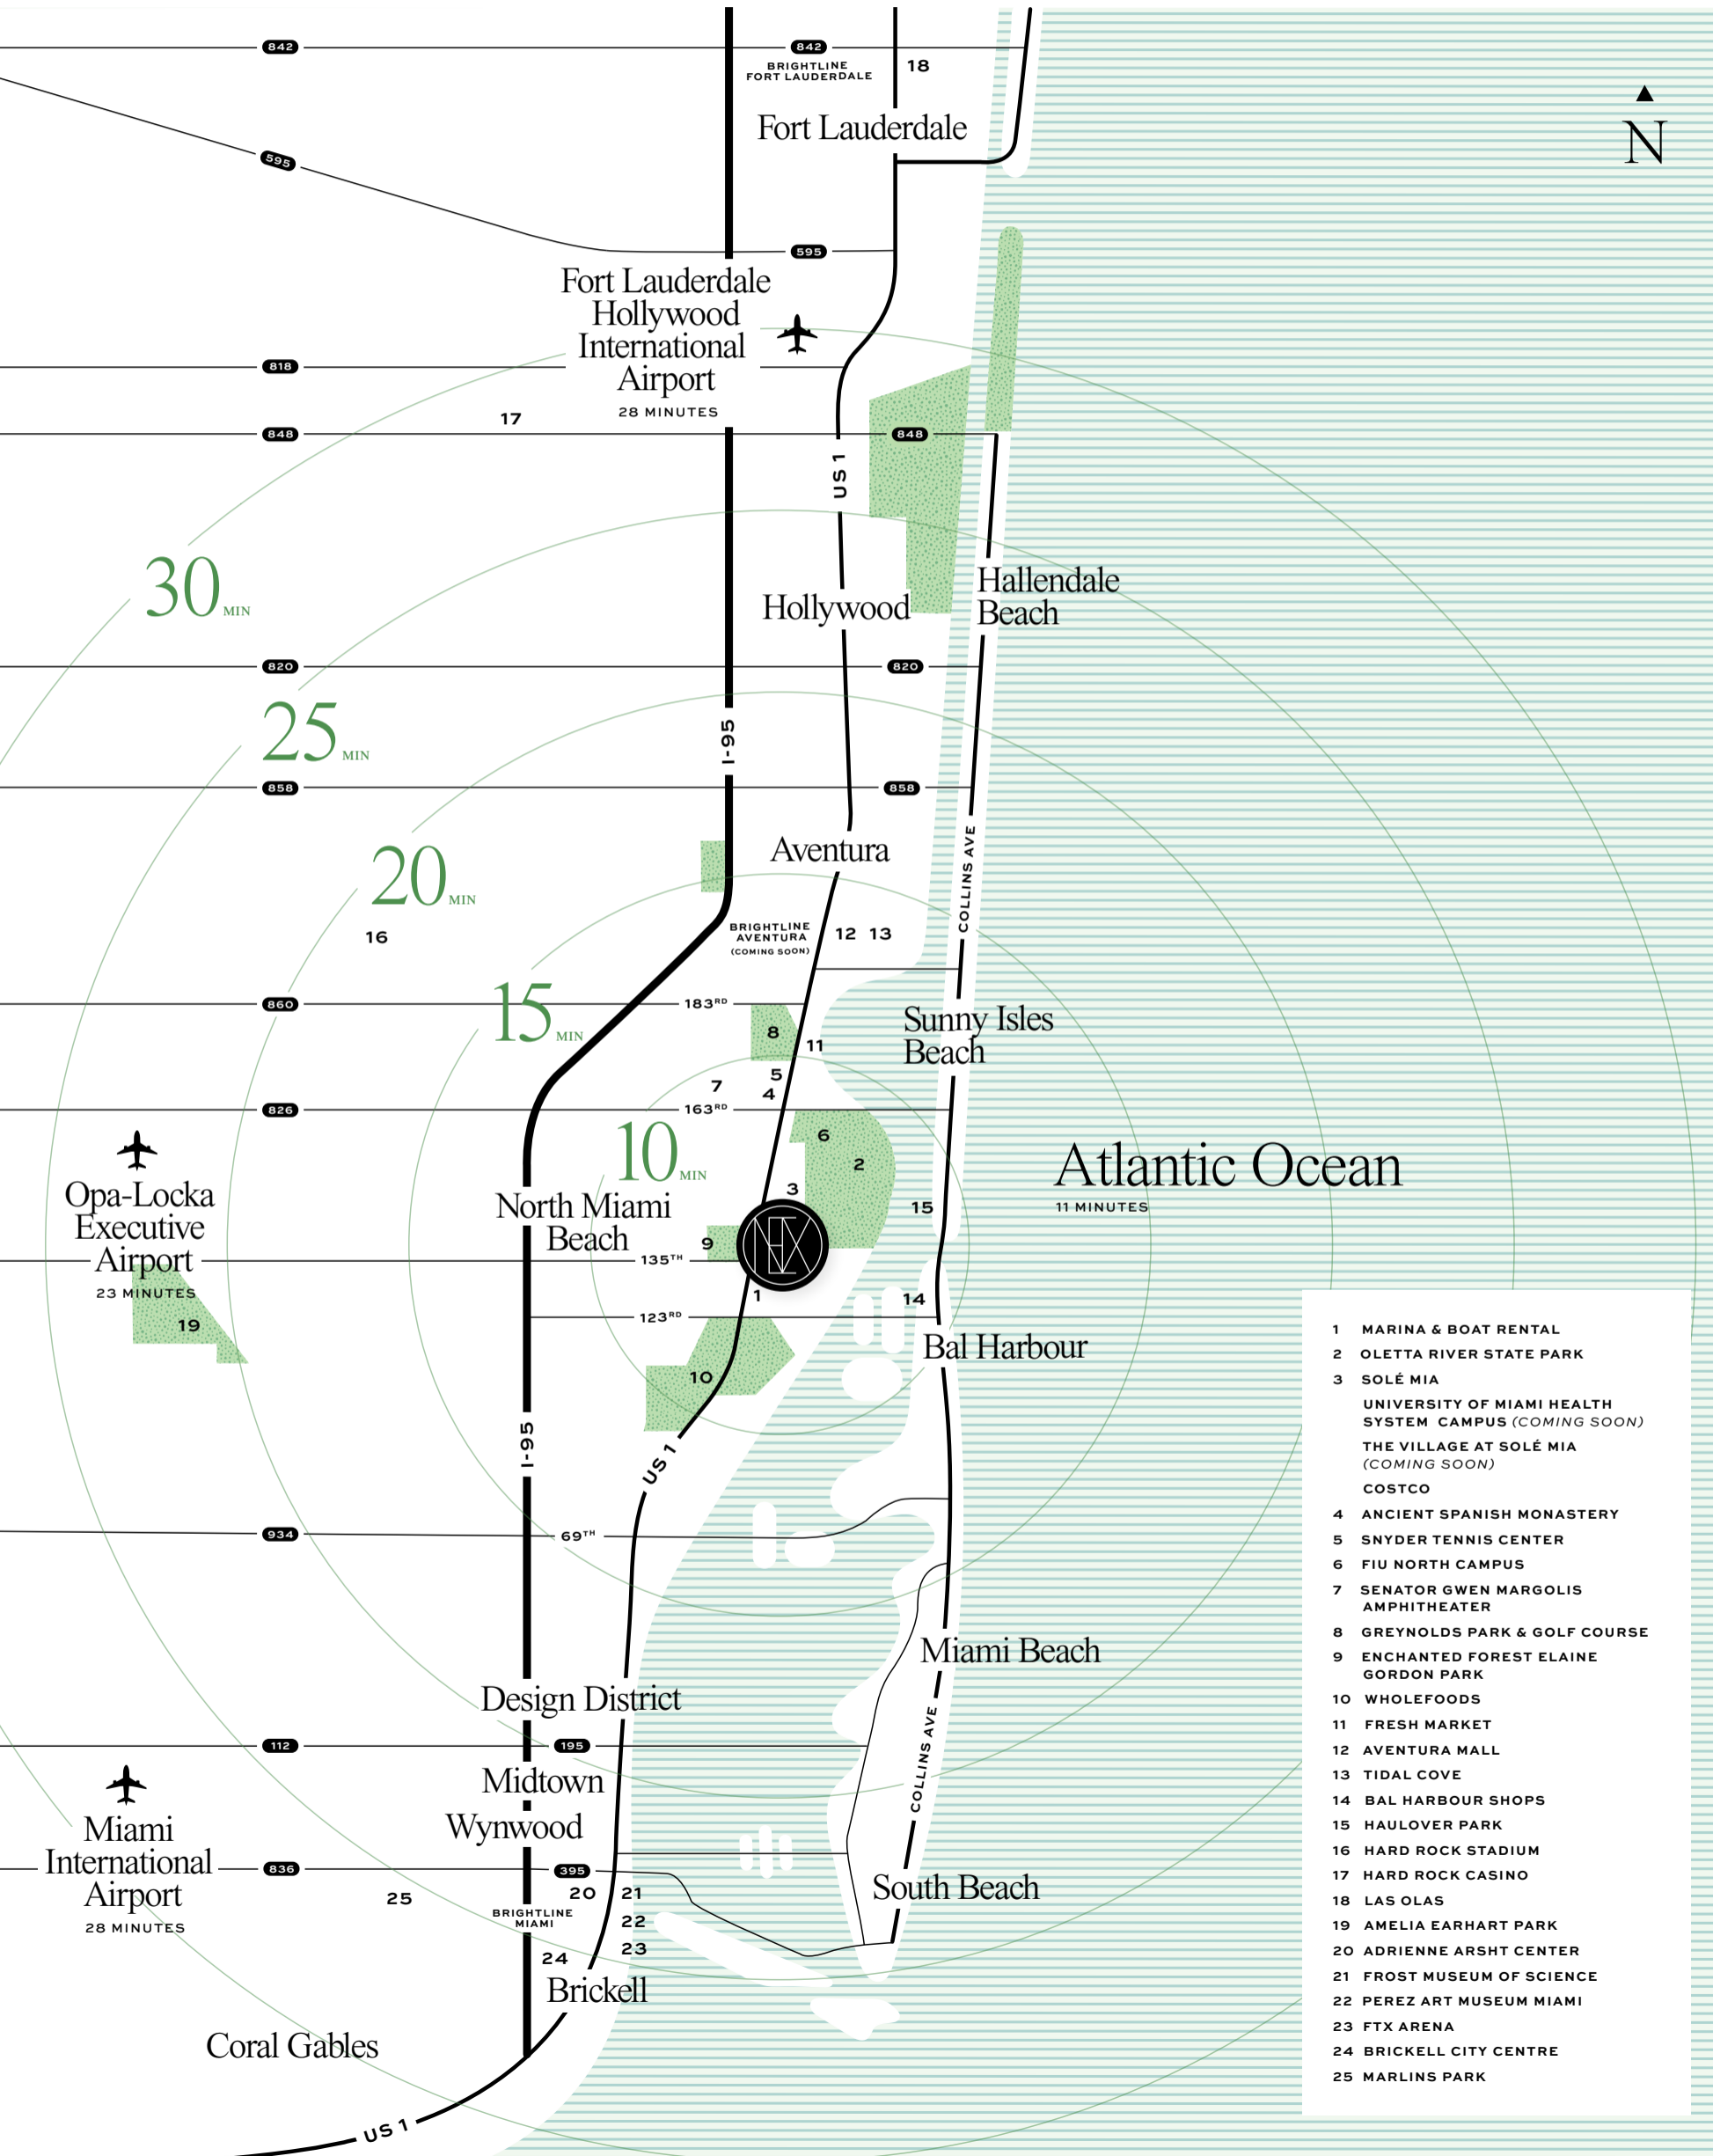 842
842
BRIGHTLINE
FORT LAUDERDALE
18
N
Fort Lauderdale
595
595
Fort Lauderdale
Hollywood
International
Airport
28 MINUTES
818
17
848
848
US 1
30 MIN
Hallendale
Beach
Hollywood
820
820
25 MIN
I-95
858
858
COLLINS AVE
Aventura
20 MIN
16
BRIGHTLINE
AVENTURA
(COMING SOON)
12 13
860
183RD
15 MIN
8
11
Sunny Isles
Beach
5
7
4
826
163RD
10 MIN
6
2
Atlantic Ocean
11 MINUTES
3
15
Opa-Locka
Executive
Airport
23 MINUTES
North Miami
Beach
9
NEX
135TH
1
14
19
123RD
Bal Harbour
10
I-95
US 1
934
69TH
Miami Beach
Design District
112
195
COLLINS AVE
Midtown
Wynwood
Miami
International
Airport
28 MINUTES
836
395
South Beach
25
20
21
BRIGHTLINE
MIAMI
22
23
24
Brickell
Coral Gables
US 1
1 MARINA & BOAT RENTAL
2 OLETTA RIVER STATE PARK
3 SOLÉ MIA
UNIVERSITY OF MIAMI HEALTH
SYSTEM CAMPUS (COMING SOON)
THE VILLAGE AT SOLÉ MIA
(COMING SOON)
COSTCO
4 ANCIENT SPANISH MONASTERY
5 SNYDER TENNIS CENTER
6 FIU NORTH CAMPUS
7 SENATOR GWEN MARGOLIS
AMPHITHEATER
8 GREYNOLDS PARK & GOLF COURSE
9 ENCHANTED FOREST ELAINE
GORDON PARK
10 WHOLEFOODS
11 FRESH MARKET
12 AVENTURA MALL
13 TIDAL COVE
14 BAL HARBOUR SHOPS
15 HAULOVER PARK
16 HARD ROCK STADIUM
17 HARD ROCK CASINO
18 LAS OLAS
19 AMELIA EARHART PARK
20 ADRIENNE ARSHT CENTER
21 FROST MUSEUM OF SCIENCE
22 PEREZ ART MUSEUM MIAMI
23 FTX ARENA
24 BRICKELL CITY CENTRE
25 MARLINS PARK